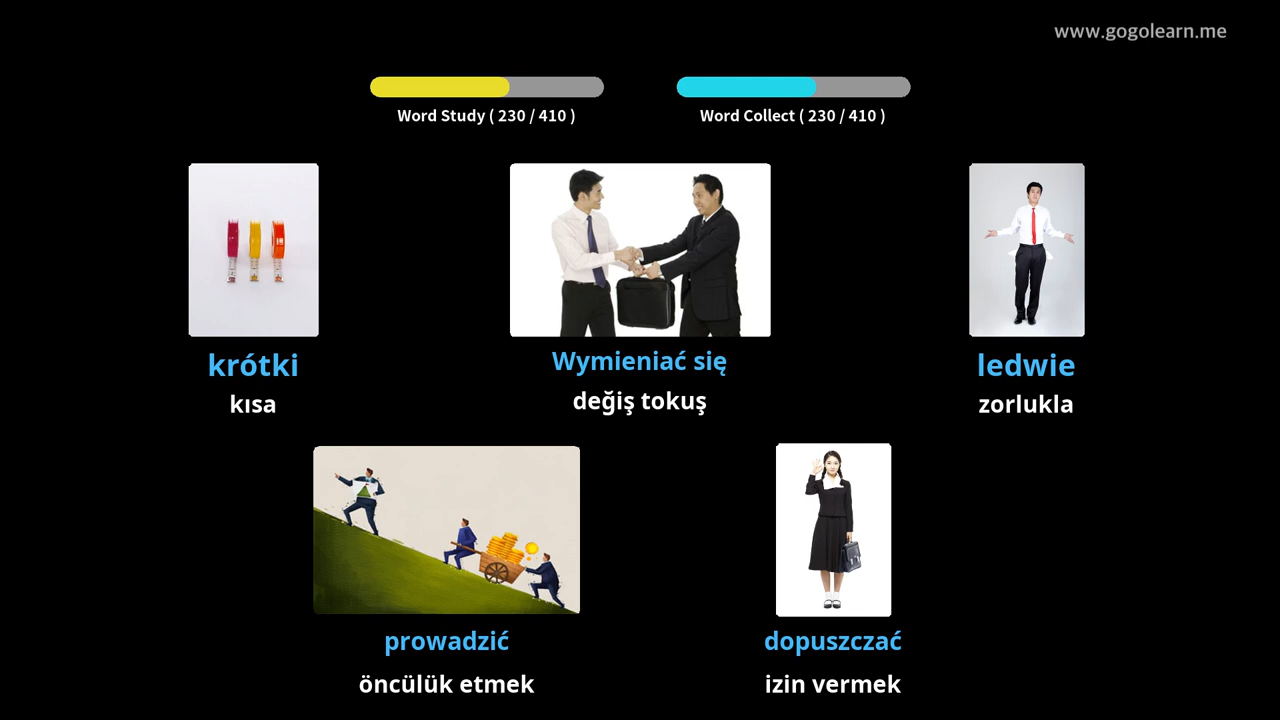 www.gogolearn.me
Word Study ( 230 / 410 )
Word Collect ( 230 / 410 )
krótki
kısa
Wymieniać się
değiş tokuş
ledwie
zorlukla
prowadzić
öncülük etmek
dopuszczać
izin vermek